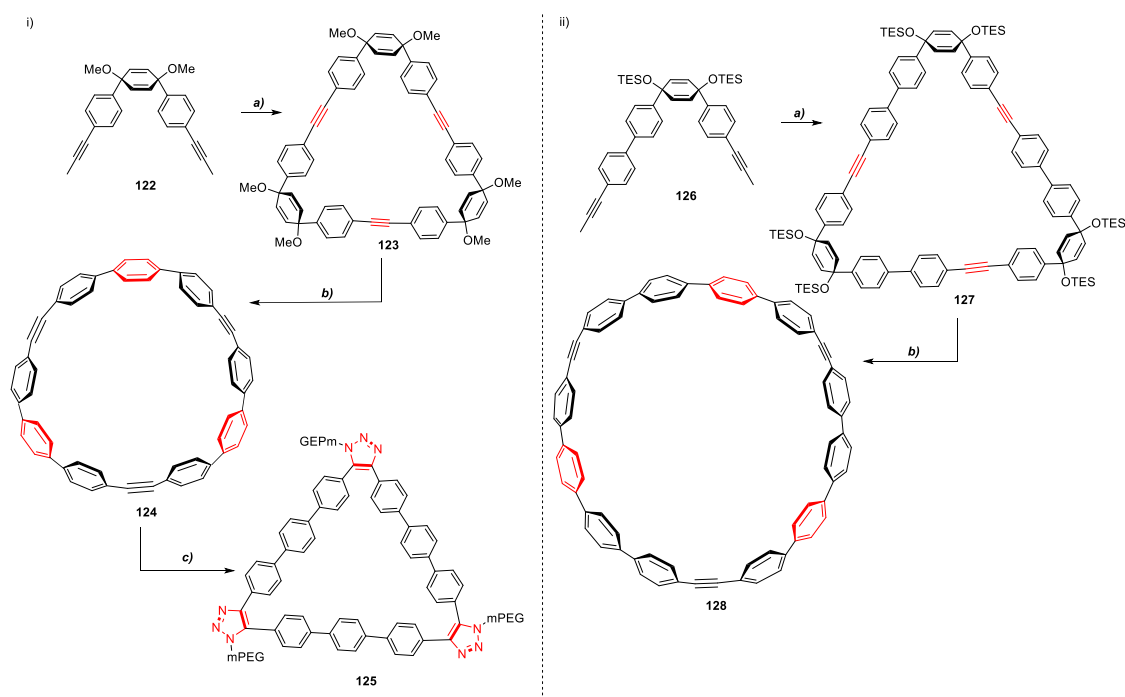 i)
MeO OMe
122
a)
MeO OMe
MeO
MeO
OMe
OMe
123
b)
124
c)
GEPm
N N N
N N N
mPEG
N N N
mPEG
125
ii)
TESO OTES
126
a)
TESO OTES
TESO
TESO
OTES
OTES
127
b)
128